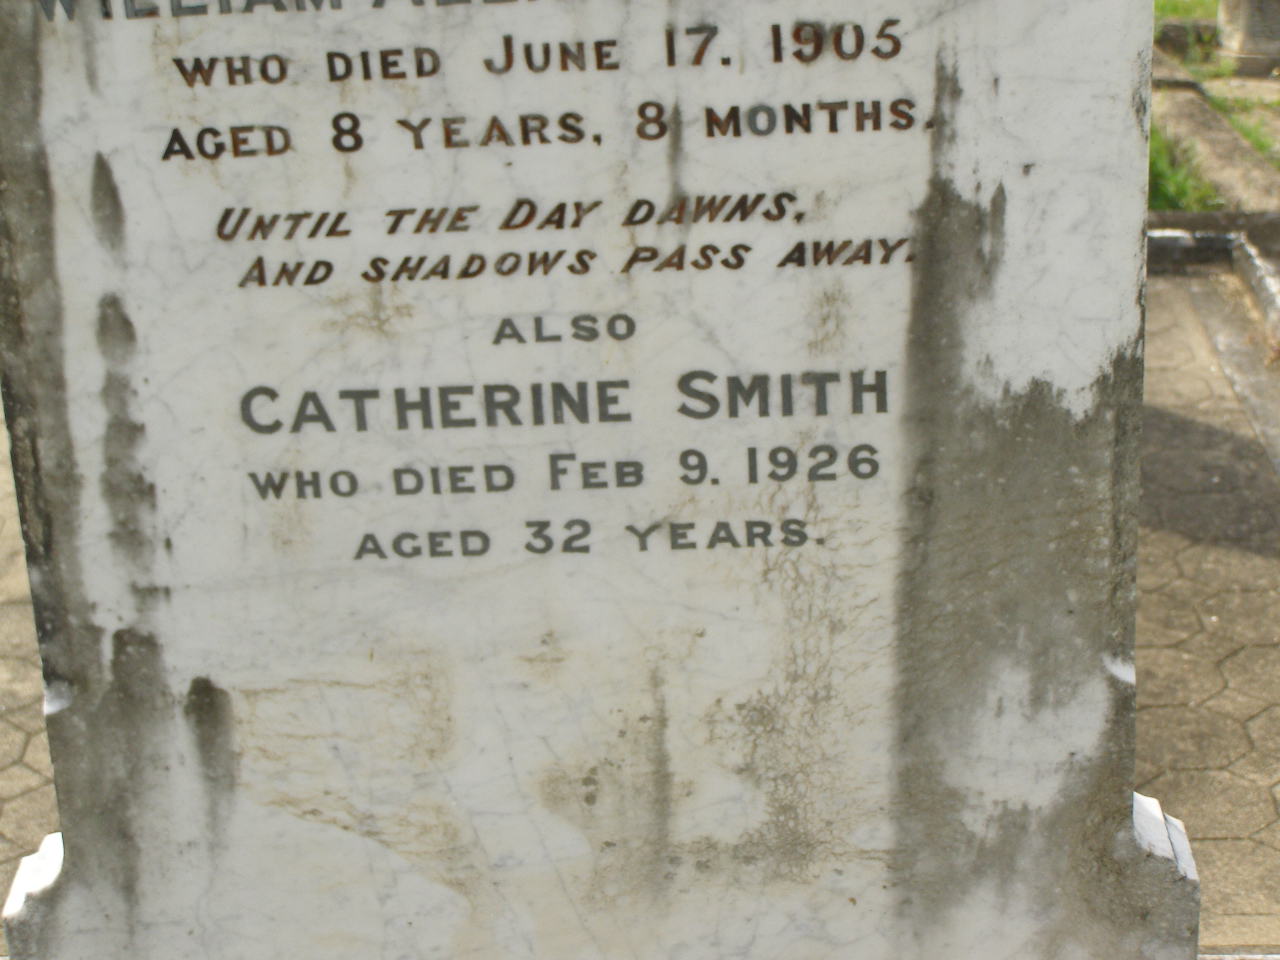 WILLIAM
WHO DIED JUNE 17. 1905
AGED 8 YEARS, 8 MONTHS.
UNTIL THE DAY DAWNS,
AND SHADOWS PASS AWAY.
ALSO
CATHERINE SMITH
WHO DIED FEB 9. 1926
AGED 32 YEARS.